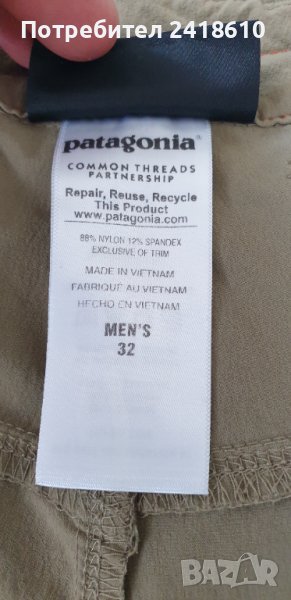 Потребител 2418610
patagonia®
COMMON THREADS
PARTNERSHIP
Repair, Reuse, Recycle
This Product
www.patagonia.com
88% NYLON 12% SPANDEX
EXCLUSIVE OF TRIM
MADE IN VIETNAM
FABRIQUÉ AU VIETNAM
HECHO EN VIETNAM
MEN'S
32
BAZAR